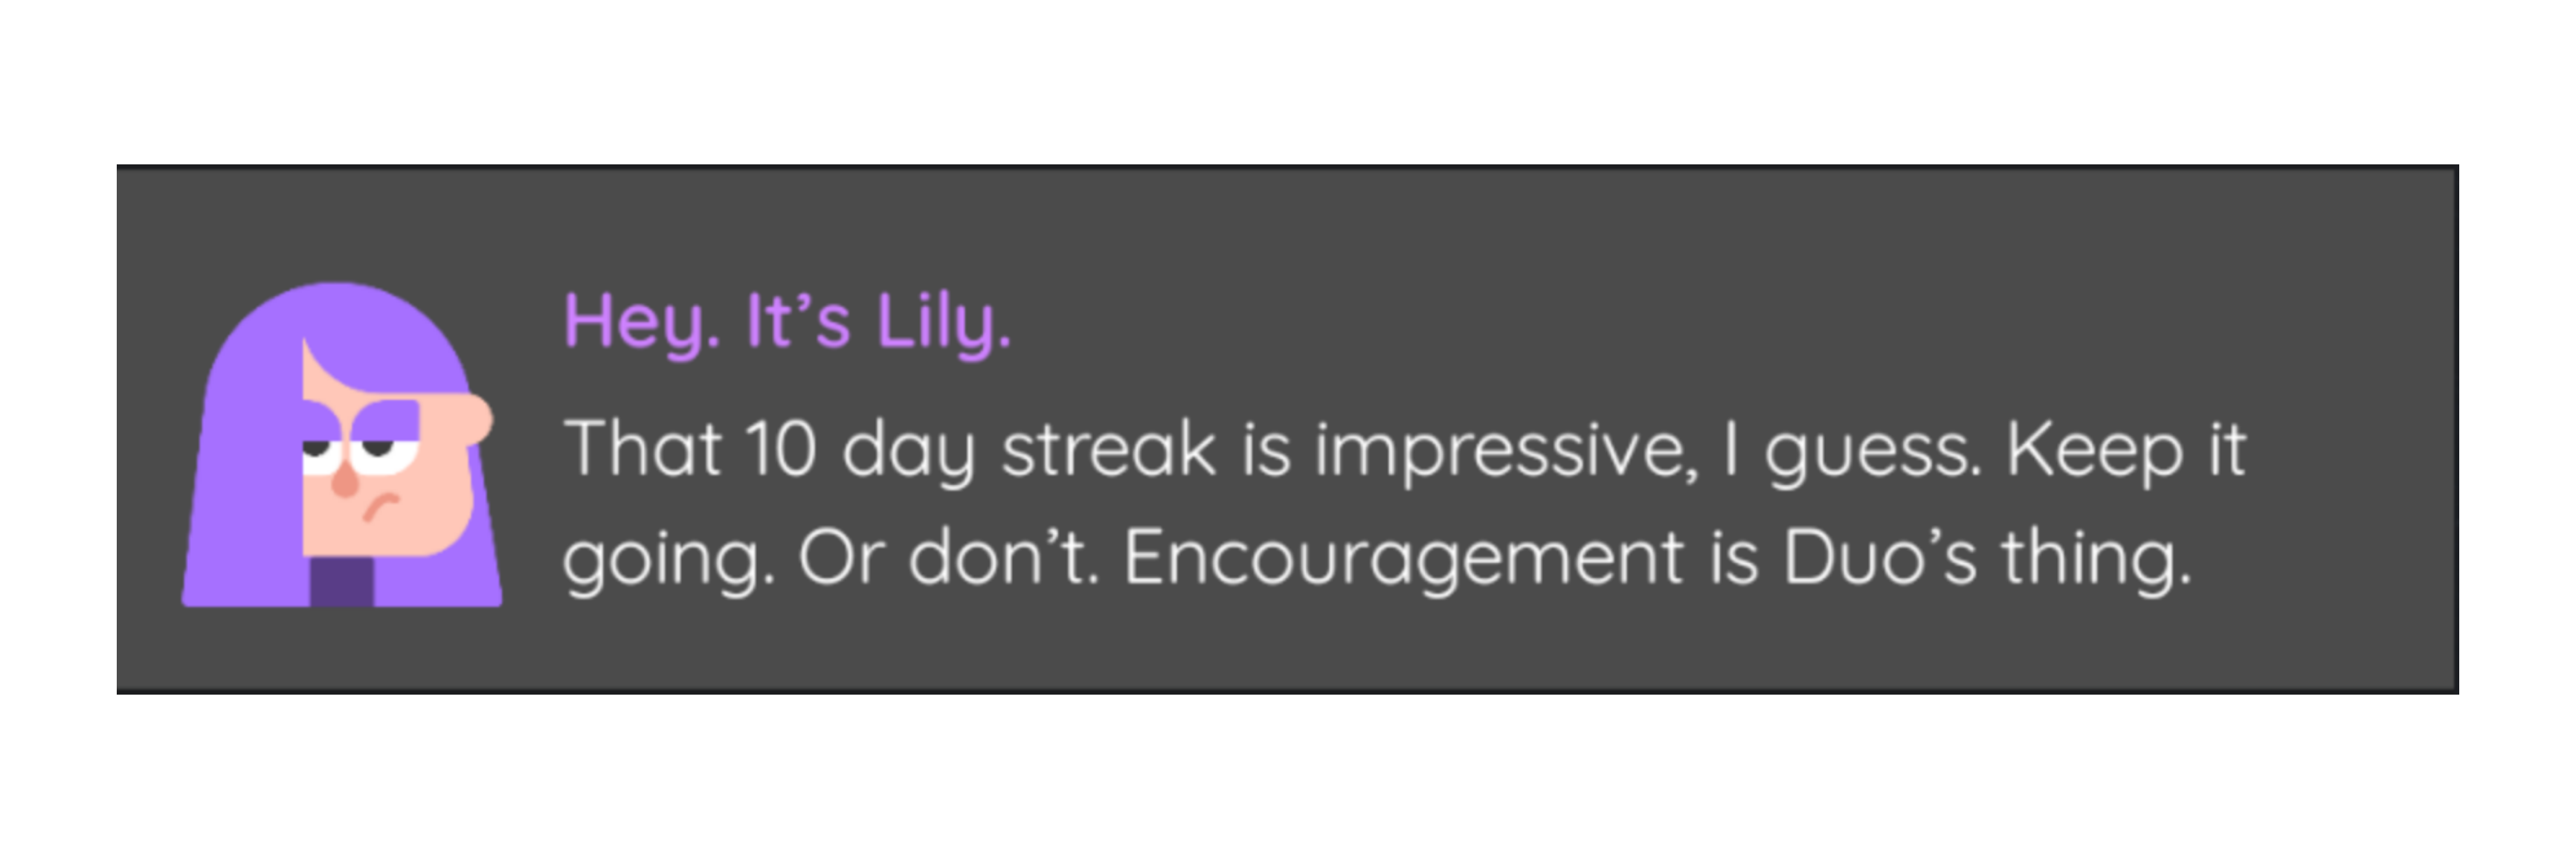 Hey. It’s Lily.
That 10 day streak is impressive, I guess. Keep it
going. Or don’t. Encouragement is Duo’s thing.